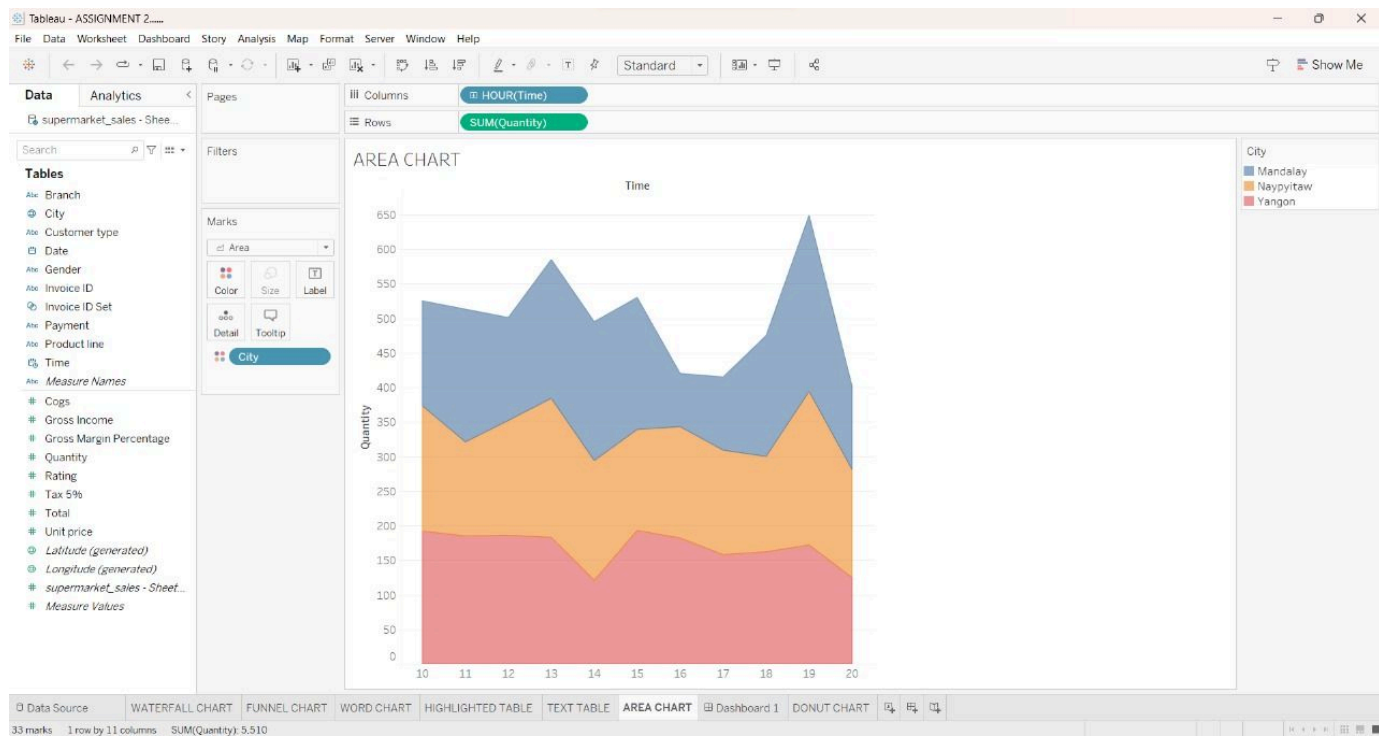 Tableau - ASSIGNMENT 2......
File Data Worksheet Dashboard Story Analysis Map Format Server Window Help
Standard
Show Me
Data Analytics
supermarket_sales - Shee...
Search
Tables
Abc Branch
City
Abc Customer type
Date
Abc Gender
Abc Invoice ID
Invoice ID Set
Abc Payment
Abc Product line
Time
Abc Measure Names
# Cogs
# Gross Income
# Gross Margin Percentage
# Quantity
# Rating
# Tax 5%
# Total
# Unit price
Latitude (generated)
Longitude (generated)
# supermarket_sales - Sheet...
# Measure Values
Pages
Filters
Marks
Area
Color Size Label
Detail Tooltip
City
Columns HOUR(Time)
Rows SUM(Quantity)
AREA CHART
Time
Quantity
650
600
550
500
450
400
350
300
250
200
150
100
50
0
10 11 12 13 14 15 16 17 18 19 20
City
Mandalay
Naypyitaw
Yangon
Data Source WATERFALL CHART FUNNEL CHART WORD CHART HIGHLIGHTED TABLE TEXT TABLE AREA CHART Dashboard 1 DONUT CHART
33 marks 1 row by 11 columns SUM(Quantity): 5.510